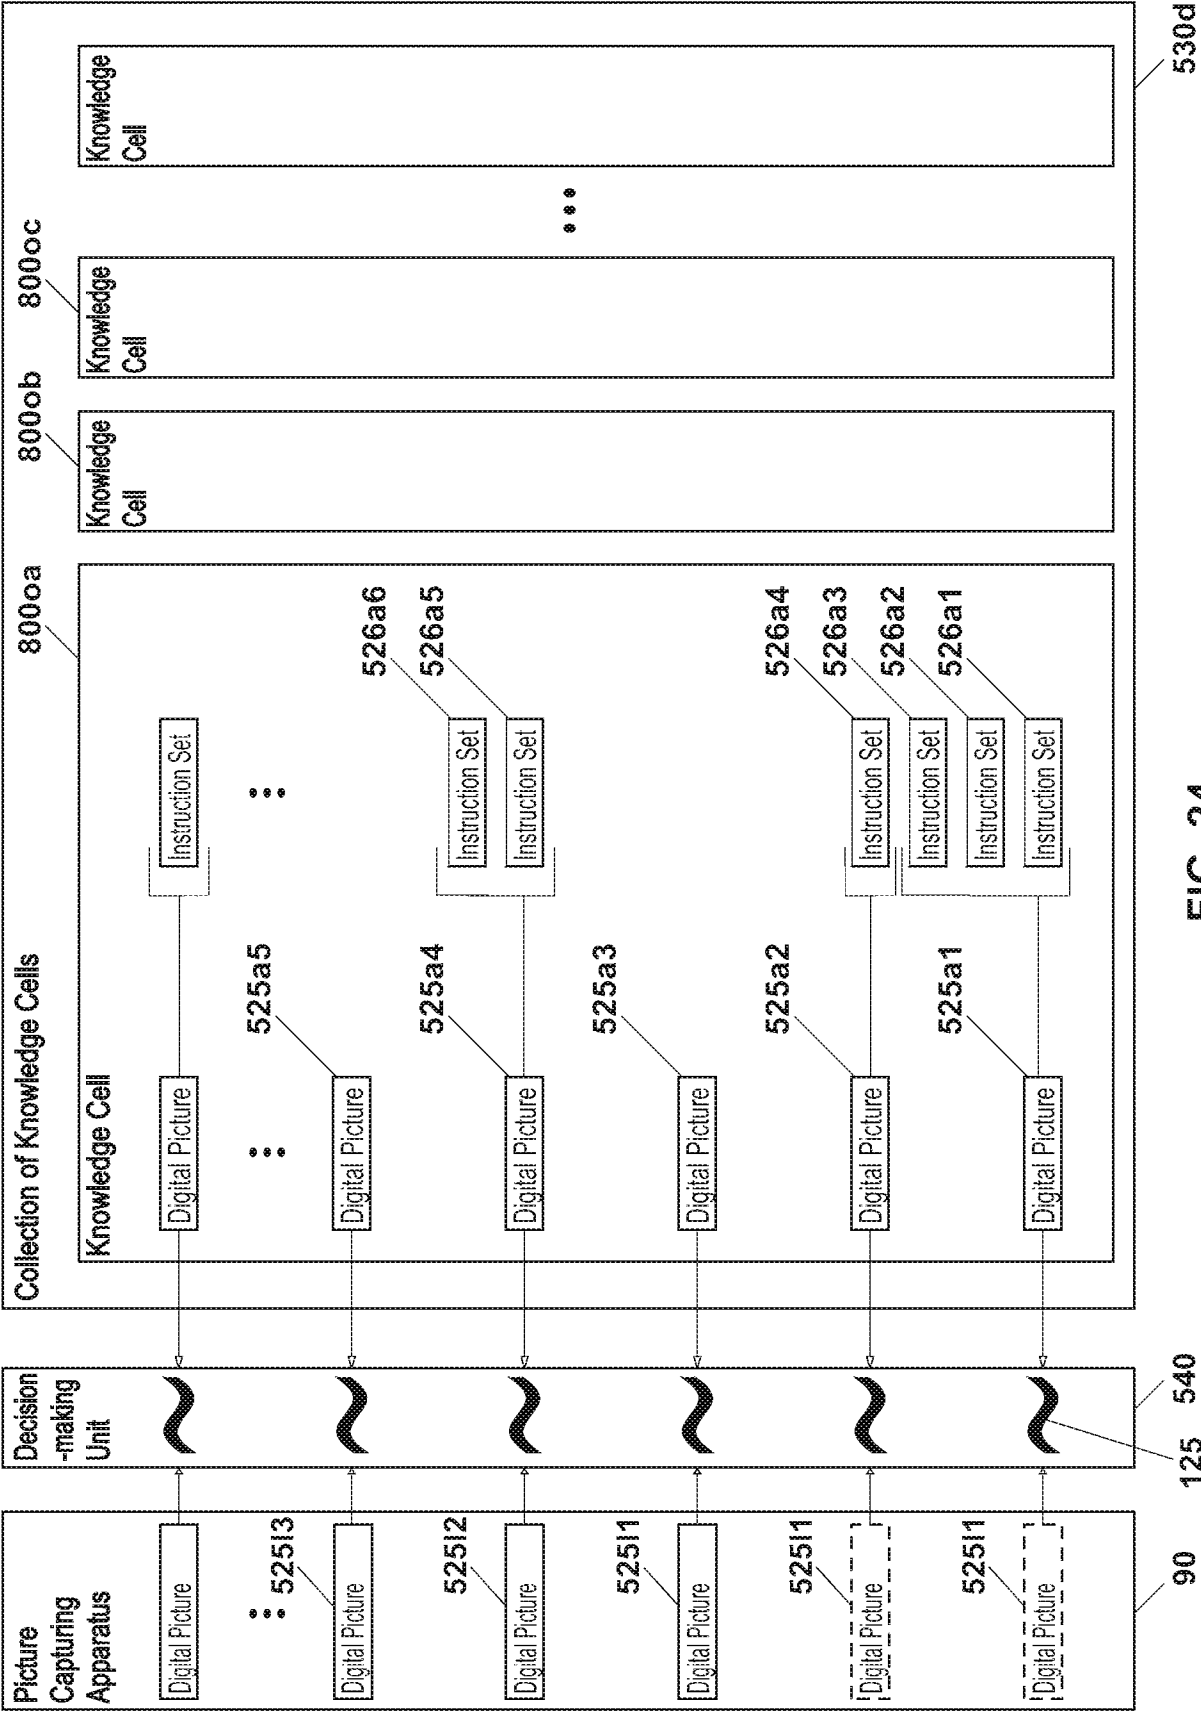 Picture
Capturing
Apparatus
Decision
-making
Unit
Collection of Knowledge Cells
800oa
800ob
800oc
Knowledge Cell
Knowledge
Cell
Knowledge
Cell
Knowledge
Cell
Digital Picture
Digital Picture
Instruction Set
...
...
...
...
525l3
525a5
Digital Picture
Digital Picture
526a6
525l2
525a4
526a5
Instruction Set
Digital Picture
Digital Picture
Instruction Set
525l1
525a3
Digital Picture
Digital Picture
525l1
525a2
526a4
526a3
Digital Picture
Digital Picture
Instruction Set
526a2
Instruction Set
525l1
525a1
526a1
Instruction Set
Digital Picture
Digital Picture
Instruction Set
90
125
540
530d